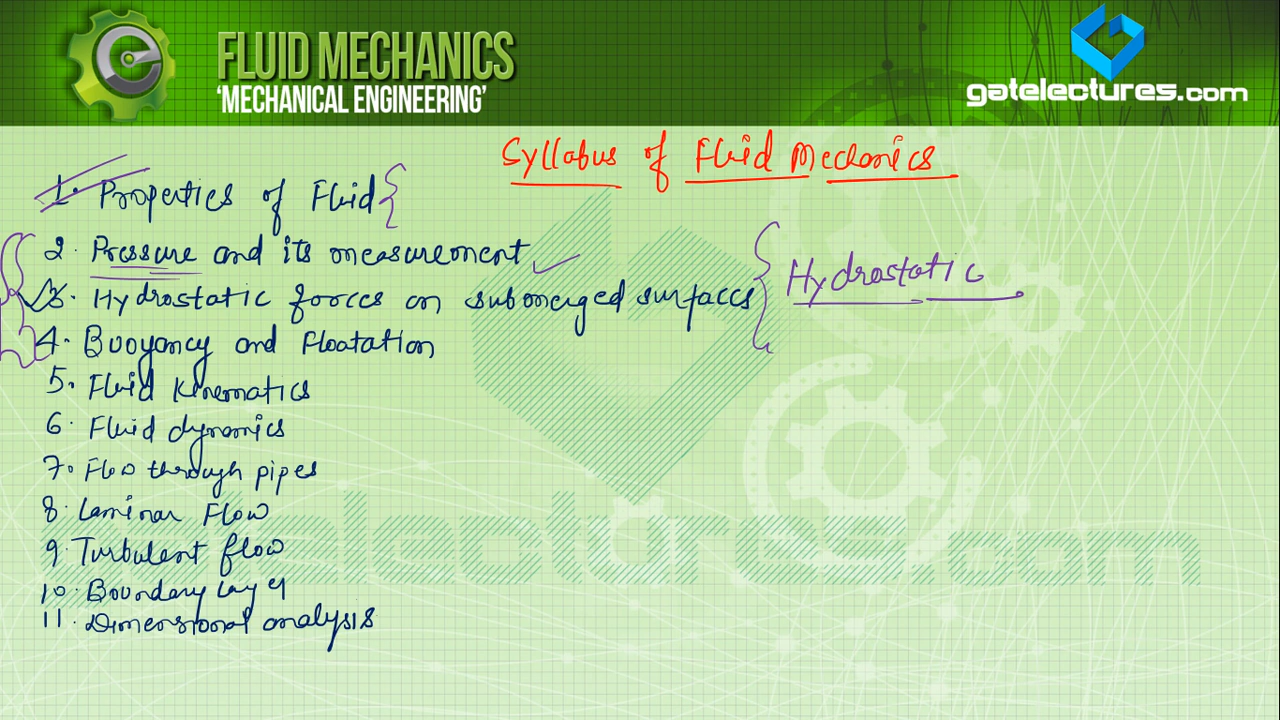 FLUID MECHANICS
'MECHANICAL ENGINEERING'
gatelectures.com
Syllabus of Fluid Mechanics
1. Properties of Fluid
2. Pressure and its measurement
3. Hydrostatic forces on submerged surfaces
Hydrostatic
4. Buoyancy and Floatation
5. Fluid kinematics
6. Fluid dynamics
7. Flow through pipes
8. Laminar Flow
9. Turbulent flow
10. Boundary layer
11. Dimensional analysis
gatelectures.com